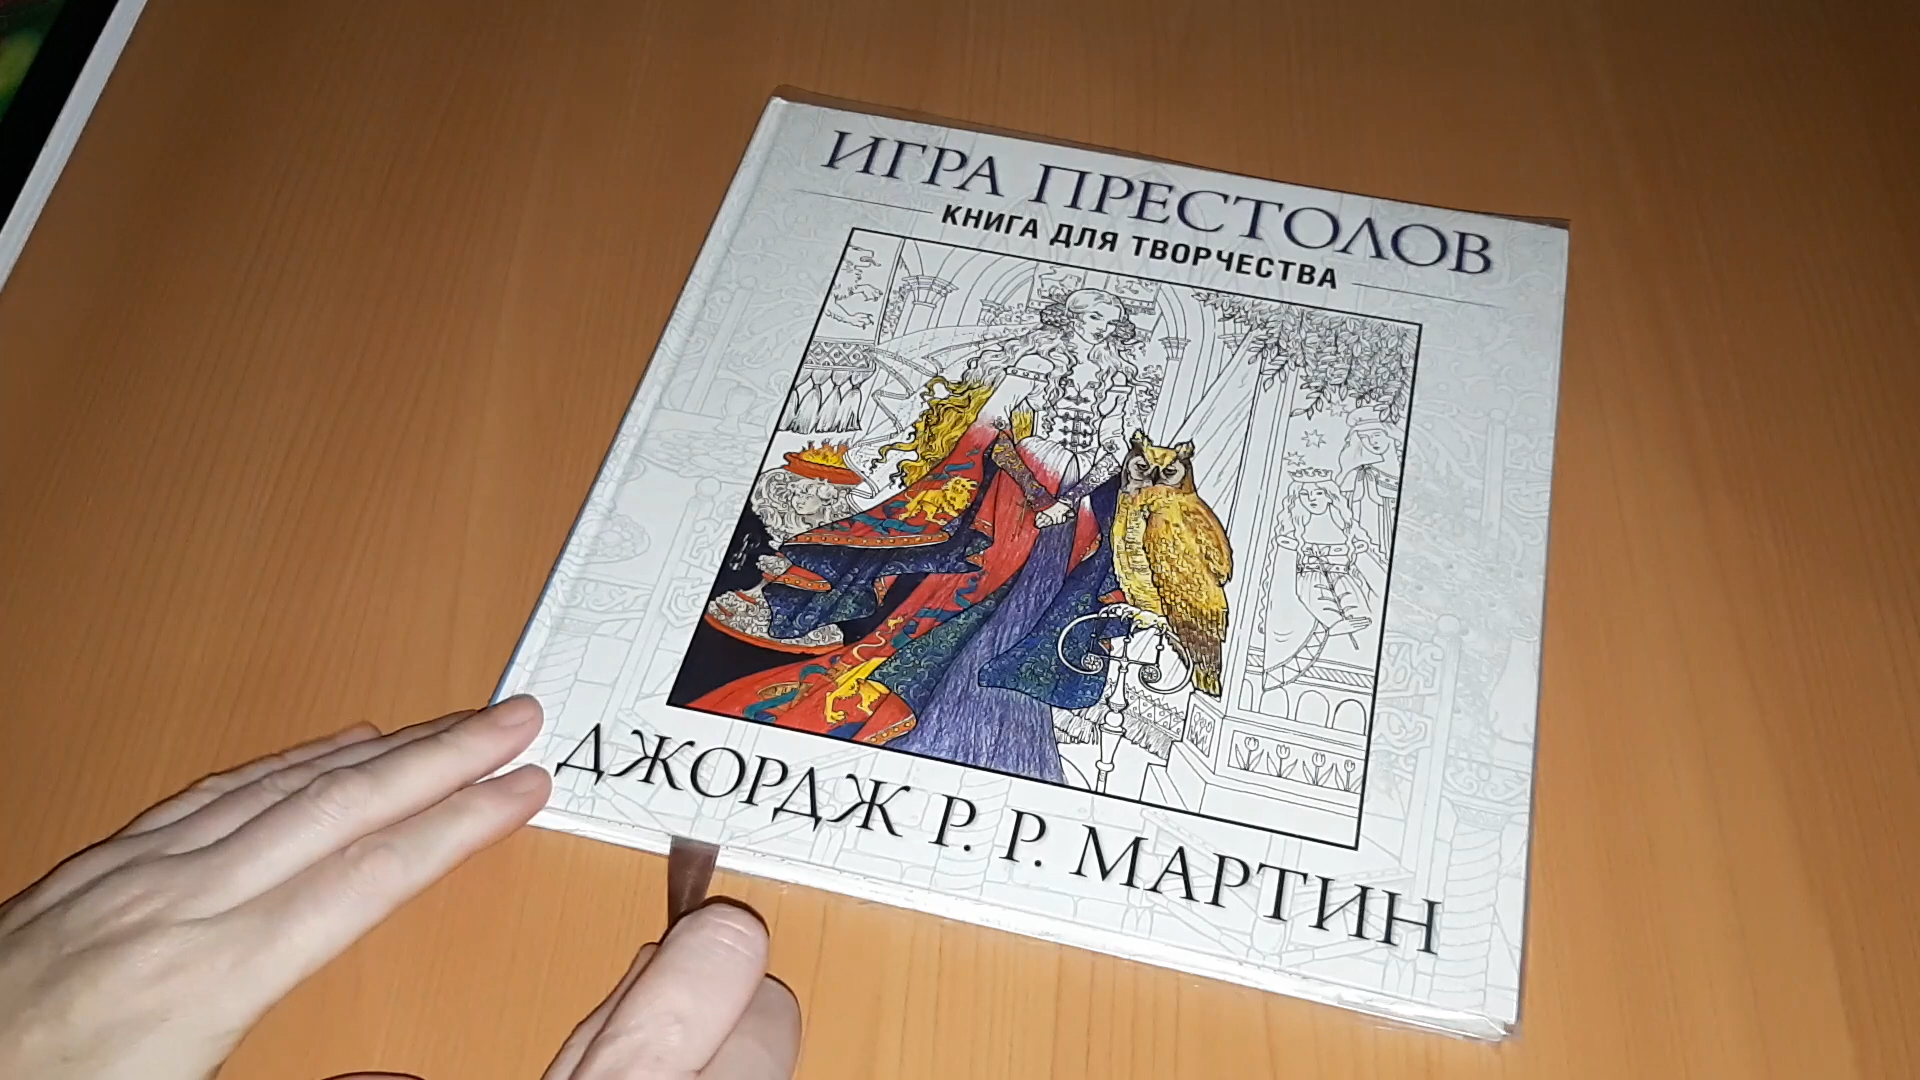 ИГРА ПРЕСТОЛОВ
КНИГА ДЛЯ ТВОРЧЕСТВА
ДЖОРДЖ Р. Р. МАРТИН